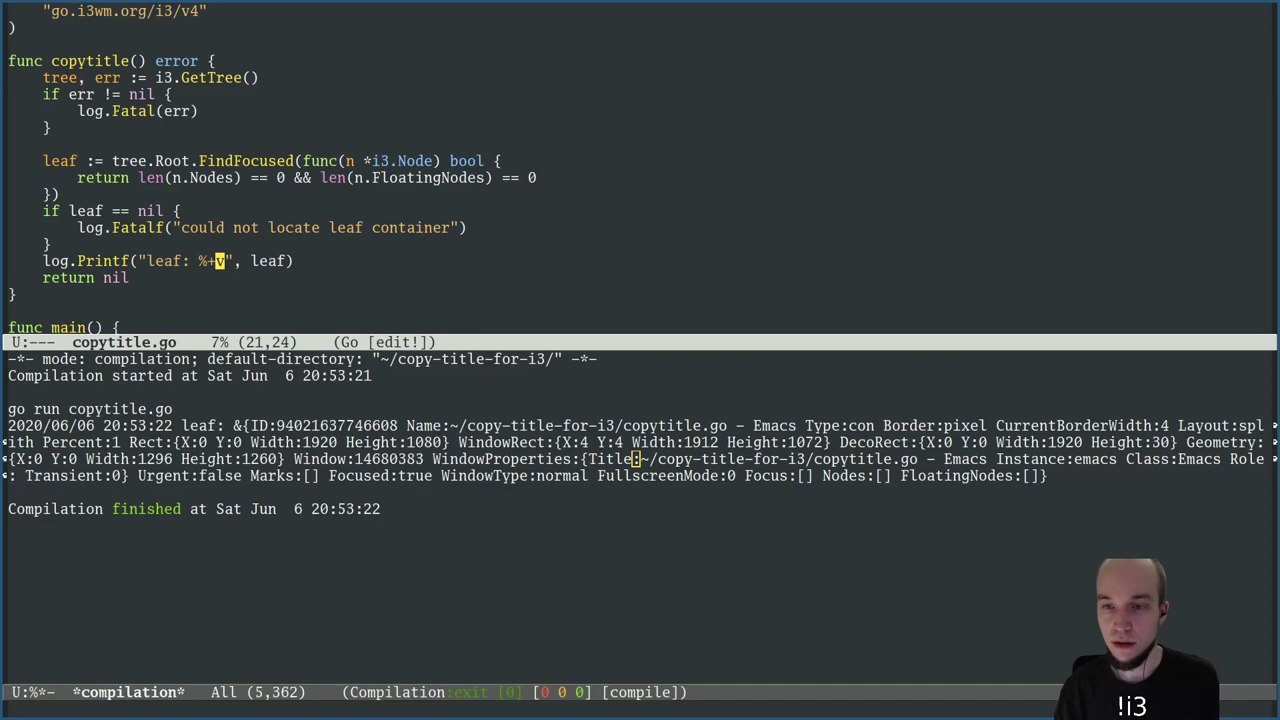 "go.i3wm.org/i3/v4"
)
func copytitle() error {
tree, err := i3.GetTree()
if err != nil {
log.Fatal(err)
}
leaf := tree.Root.FindFocused(func(n *i3.Node) bool {
return len(n.Nodes) == 0 && len(n.FloatingNodes) == 0
})
if leaf == nil {
log.Fatalf("could not locate leaf container")
}
log.Printf("leaf: %+v", leaf)
return nil
}
func main() {
U:--- copytitle.go 7% (21,24) (Go [edit!])
-*- mode: compilation; default-directory: "~/copy-title-for-i3/" -*-
Compilation started at Sat Jun 6 20:53:21
go run copytitle.go
2020/06/06 20:53:22 leaf: &{ID:94021637746608 Name:~/copy-title-for-i3/copytitle.go - Emacs Type:con Border:pixel CurrentBorderWidth:4 Layout:spl
ith Percent:1 Rect:{X:0 Y:0 Width:1920 Height:1080} WindowRect:{X:4 Y:4 Width:1912 Height:1072} DecoRect:{X:0 Y:0 Width:1920 Height:30} Geometry:
{X:0 Y:0 Width:1296 Height:1260} Window:14680383 WindowProperties:{Title:~/copy-title-for-i3/copytitle.go - Emacs Instance:emacs Class:Emacs Role
: Transient:0} Urgent:false Marks:[] Focused:true WindowType:normal FullscreenMode:0 Focus:[] Nodes:[] FloatingNodes:[]}
Compilation finished at Sat Jun 6 20:53:22
U:%*- *compilation* All (5,362) (Compilation:exit [0] [0 0 0] [compile])
!i3